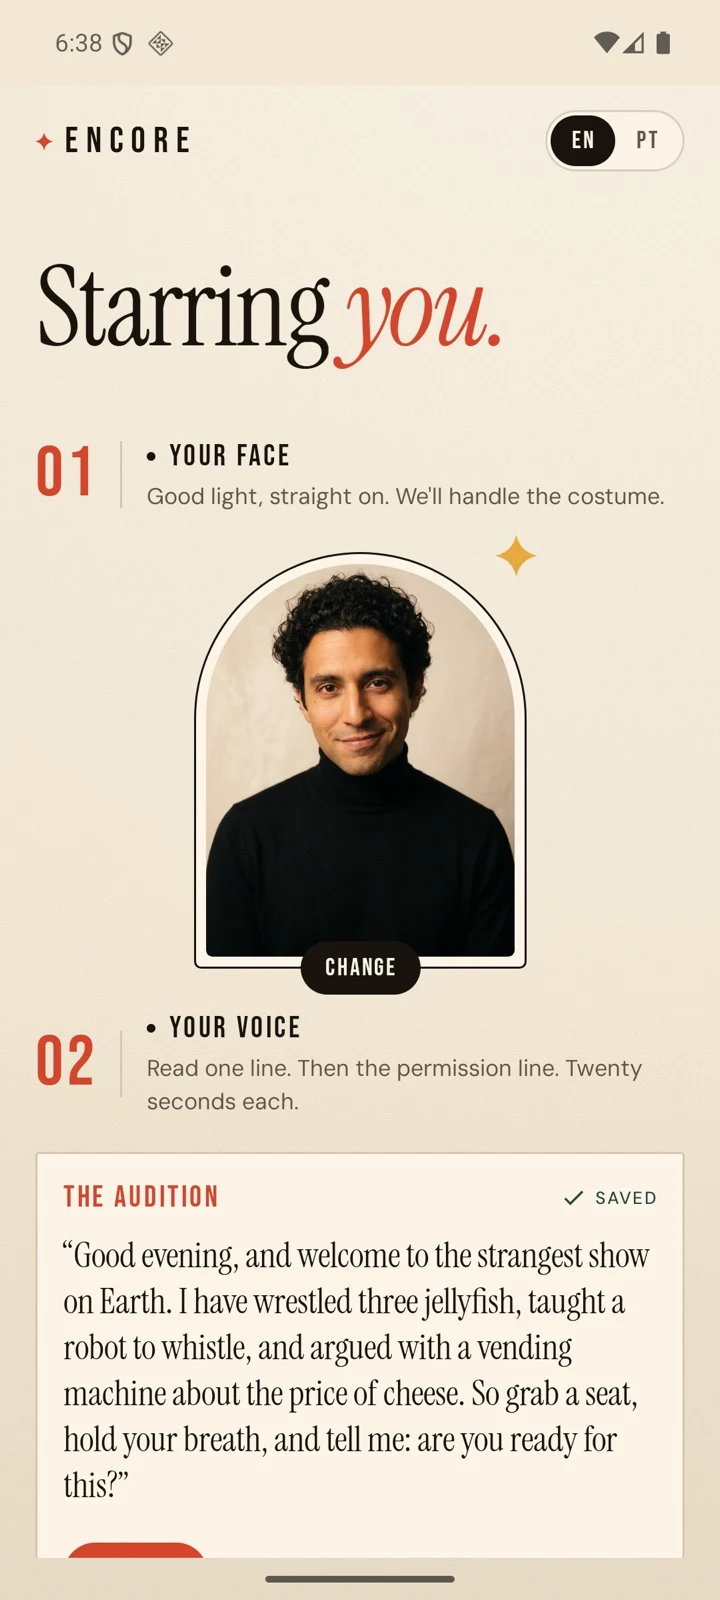 6:38
ENCORE
EN PT
Starring you.
01
• YOUR FACE
Good light, straight on. We'll handle the costume.
CHANGE
02
• YOUR VOICE
Read one line. Then the permission line. Twenty
seconds each.
THE AUDITION
SAVED
“Good evening, and welcome to the strangest show
on Earth. I have wrestled three jellyfish, taught a
robot to whistle, and argued with a vending
machine about the price of cheese. So grab a seat,
hold your breath, and tell me: are you ready for
this?”